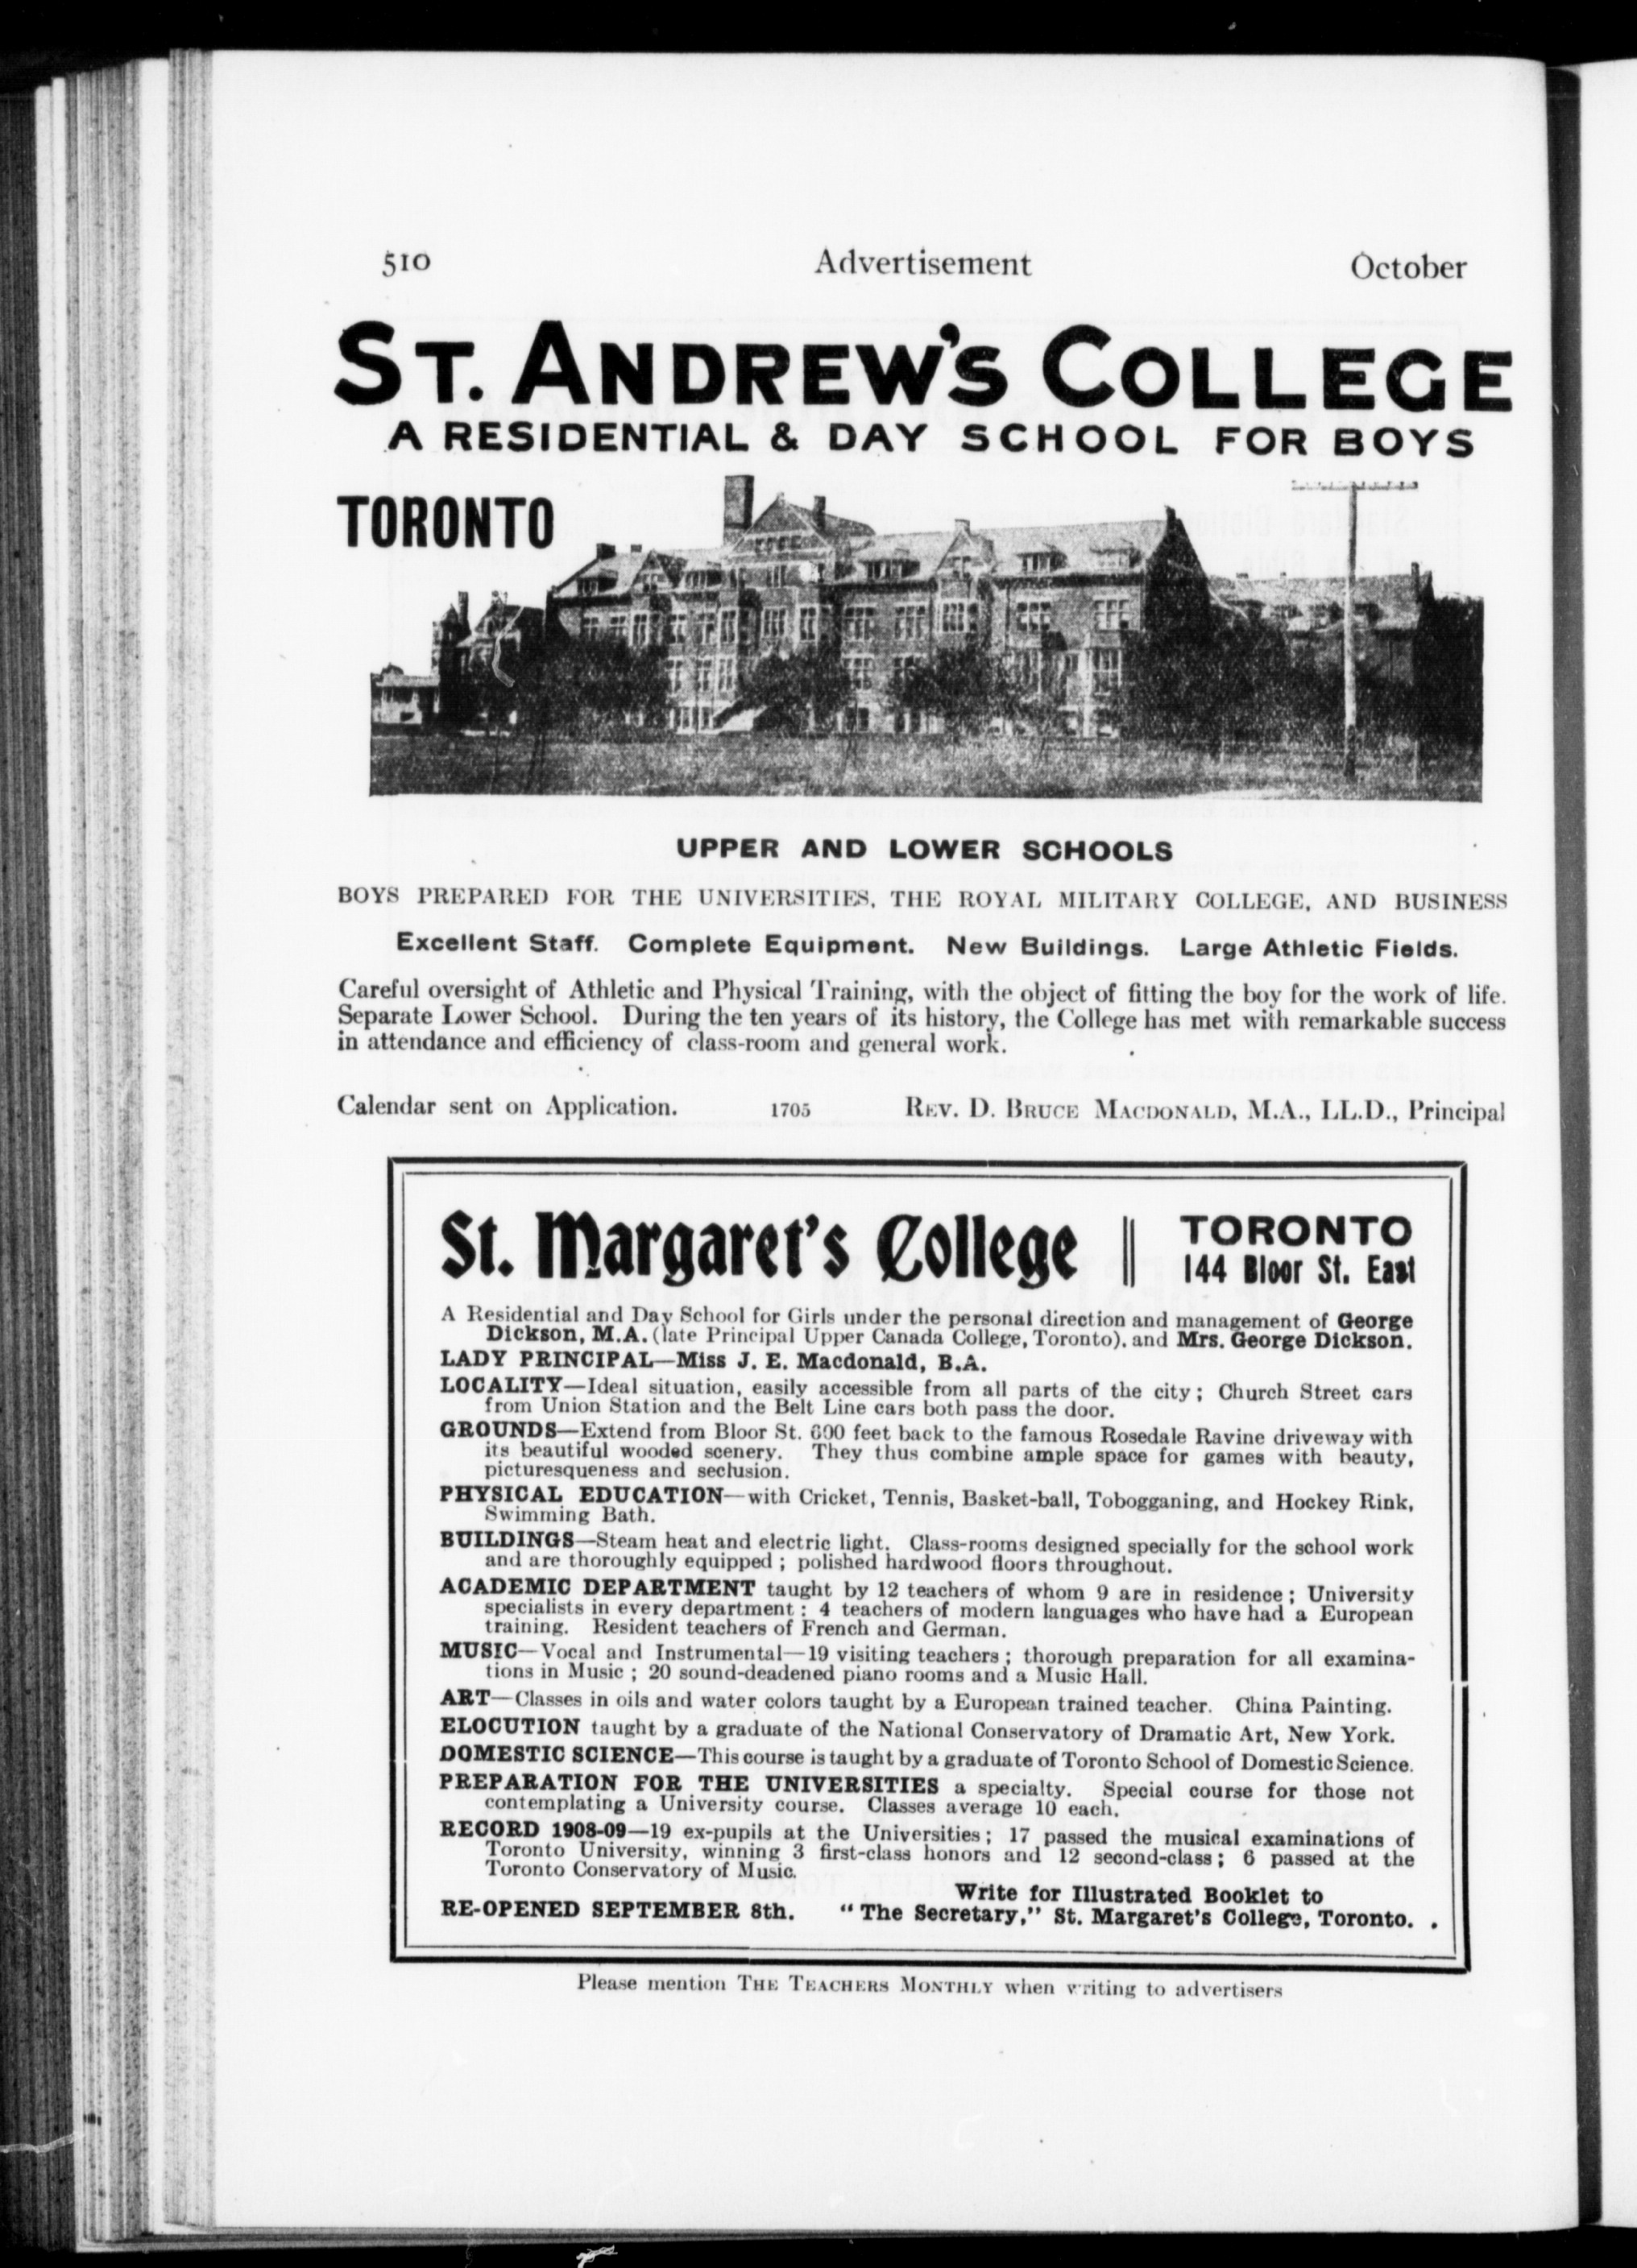 510 Advertisement October
ST. ANDREW'S COLLEGE
A RESIDENTIAL & DAY SCHOOL FOR BOYS
TORONTO
UPPER AND LOWER SCHOOLS
BOYS PREPARED FOR THE UNIVERSITIES, THE ROYAL MILITARY COLLEGE, AND BUSINESS
Excellent Staff. Complete Equipment. New Buildings. Large Athletic Fields.
Careful oversight of Athletic and Physical Training, with the object of fitting the boy for the work of life.
Separate Lower School. During the ten years of its history, the College has met with remarkable success
in attendance and efficiency of class-room and general work.
Calendar sent on Application. 1705 REV. D. BRUCE MACDONALD, M.A., LL.D., Principal
St. Margaret's College
TORONTO
144 Bloor St. East
A Residential and Day School for Girls under the personal direction and management of George
Dickson, M.A. (late Principal Upper Canada College, Toronto), and Mrs. George Dickson.
LADY PRINCIPAL—Miss J. E. Macdonald, B.A.
LOCALITY—Ideal situation, easily accessible from all parts of the city; Church Street cars
from Union Station and the Belt Line cars both pass the door.
GROUNDS—Extend from Bloor St. 600 feet back to the famous Rosedale Ravine driveway with
its beautiful wooded scenery. They thus combine ample space for games with beauty,
picturesqueness and seclusion.
PHYSICAL EDUCATION—with Cricket, Tennis, Basket-ball, Tobogganing, and Hockey Rink,
Swimming Bath.
BUILDINGS—Steam heat and electric light. Class-rooms designed specially for the school work
and are thoroughly equipped; polished hardwood floors throughout.
ACADEMIC DEPARTMENT taught by 12 teachers of whom 9 are in residence; University
specialists in every department: 4 teachers of modern languages who have had a European
training. Resident teachers of French and German.
MUSIC—Vocal and Instrumental—19 visiting teachers; thorough preparation for all examina-
tions in Music; 20 sound-deadened piano rooms and a Music Hall.
ART—Classes in oils and water colors taught by a European trained teacher. China Painting.
ELOCUTION taught by a graduate of the National Conservatory of Dramatic Art, New York.
DOMESTIC SCIENCE—This course is taught by a graduate of Toronto School of Domestic Science.
PREPARATION FOR THE UNIVERSITIES a specialty. Special course for those not
contemplating a University course. Classes average 10 each.
RECORD 1908-09—19 ex-pupils at the Universities; 17 passed the musical examinations of
Toronto University, winning 3 first-class honors and 12 second-class; 6 passed at the
Toronto Conservatory of Music.
Write for Illustrated Booklet to
RE-OPENED SEPTEMBER 8th. "The Secretary," St. Margaret's College, Toronto.
Please mention THE TEACHERS MONTHLY when writing to advertisers